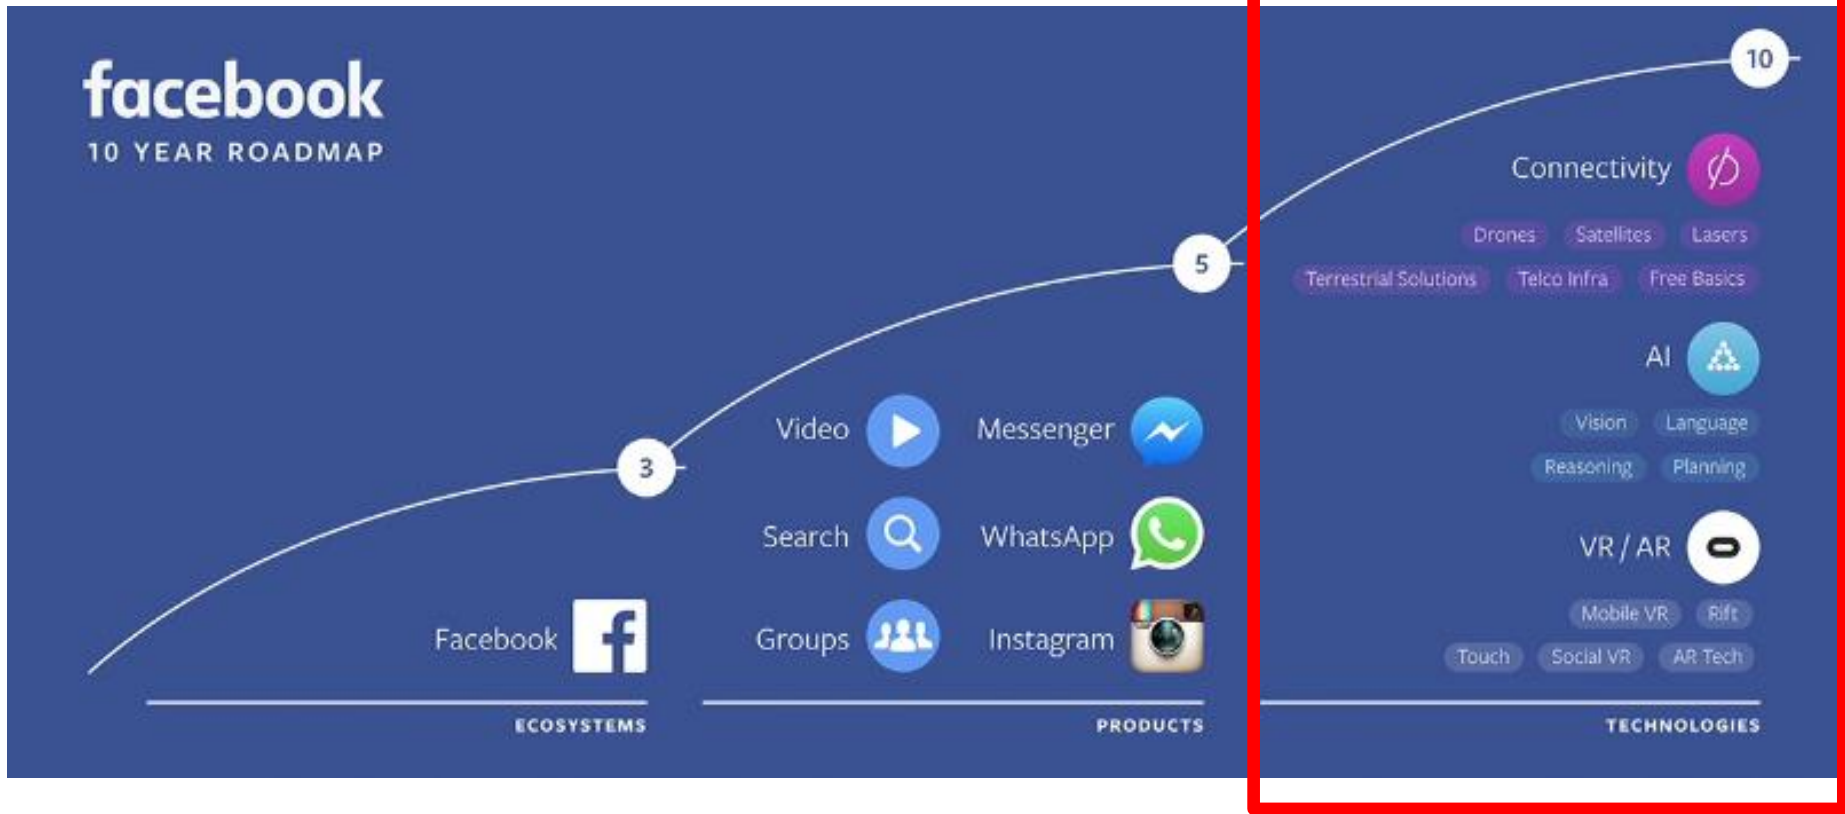 facebook
10 YEAR ROADMAP
3
Facebook
ECOSYSTEMS
5
Video Messenger
Search WhatsApp
Groups Instagram
PRODUCTS
10
Connectivity
Drones Satellites Lasers
Terrestrial Solutions Telco Infra Free Basics
AI
Vision Language
Reasoning Planning
VR / AR
Mobile VR Rift
Touch Social VR AR Tech
TECHNOLOGIES